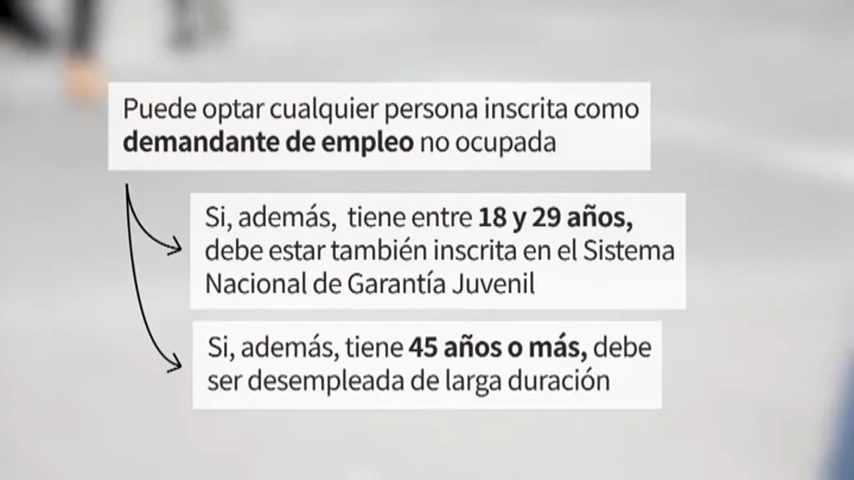 Puede optar cualquier persona inscrita como
demandante de empleo no ocupada
Si, además, tiene entre 18 y 29 años,
debe estar también inscrita en el Sistema
Nacional de Garantía Juvenil
Si, además, tiene 45 años o más, debe
ser desempleada de larga duración